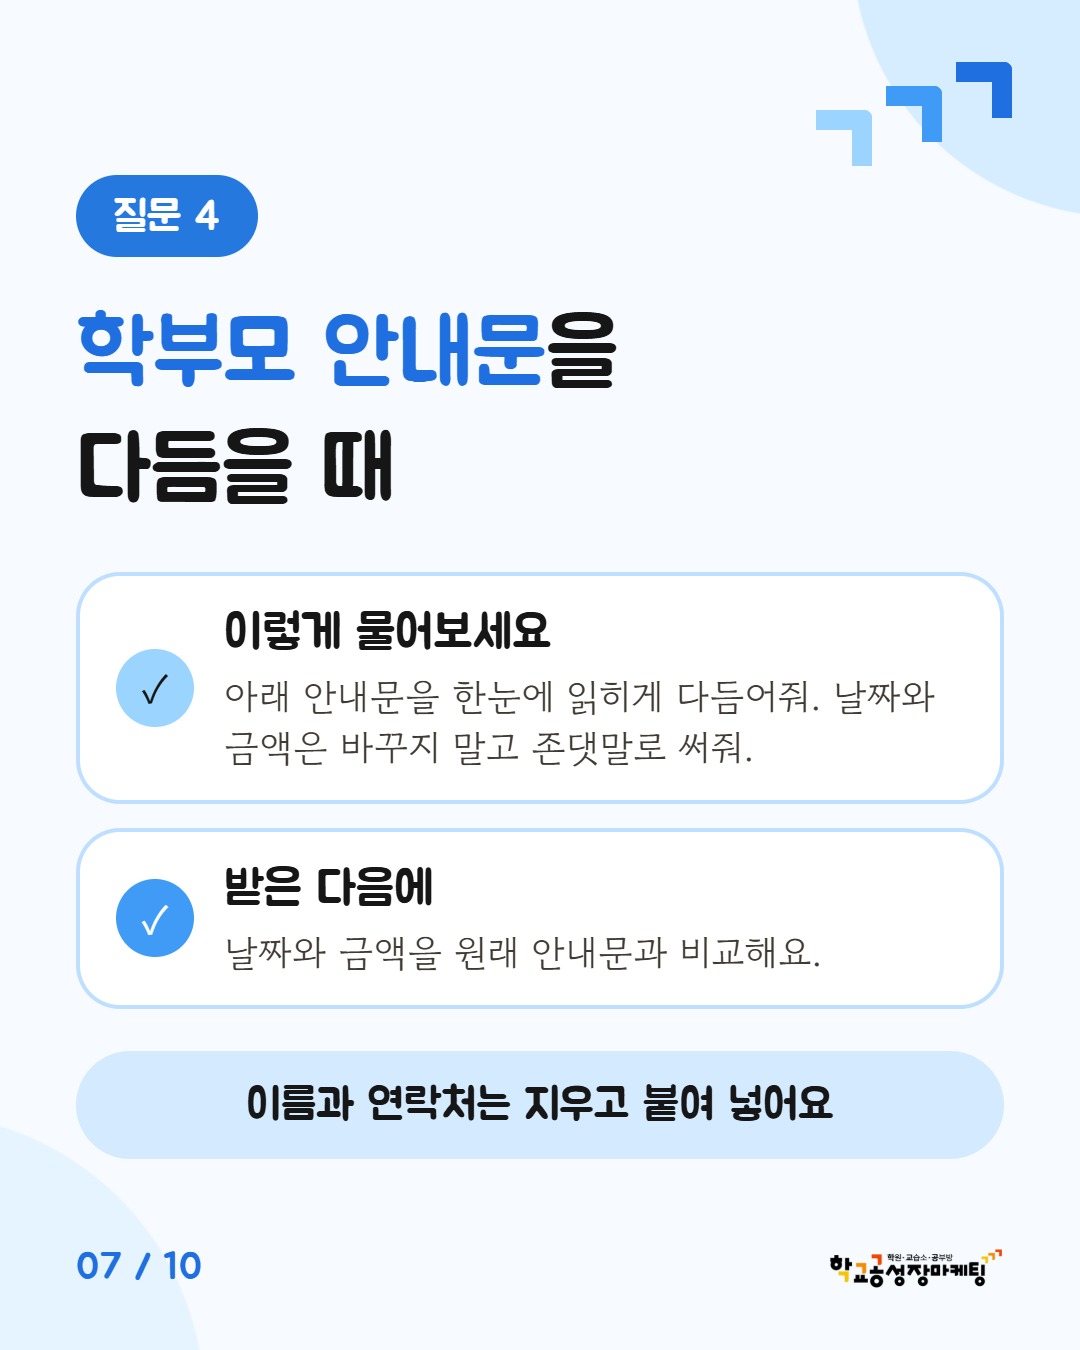 질문 4
학부모 안내문을
다듬을 때
이렇게 물어보세요
아래 안내문을 한눈에 읽히게 다듬어줘. 날짜와
금액은 바꾸지 말고 존댓말로 써줘.
받은 다음에
날짜와 금액을 원래 안내문과 비교해요.
이름과 연락처는 지우고 붙여 넣어요
07 / 10
학원·교습소·공부방
학교공성장마케팅